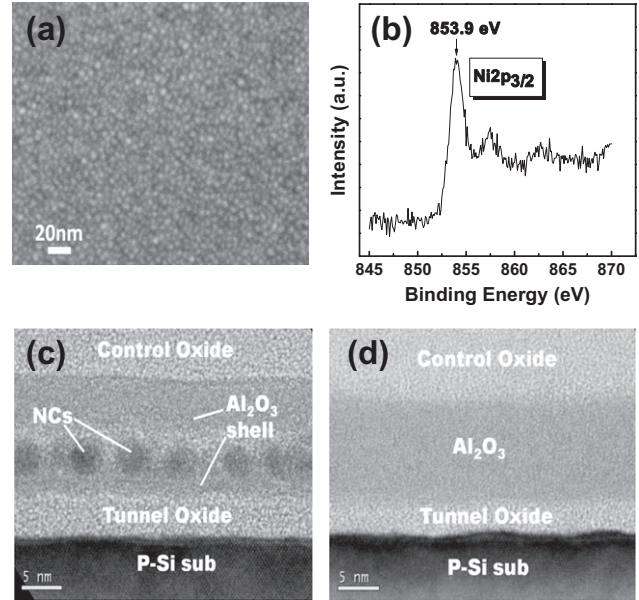 (a)
20nm
(b)
853.9 eV
Ni2p3/2
Intensity (a.u.)
845 850 855 860 865 870
Binding Energy (eV)
(c)
Control Oxide
NCs
Al2O3
shell
Tunnel Oxide
P-Si sub
5 nm
(d)
Control Oxide
Al2O3
Tunnel Oxide
P-Si sub
5 nm